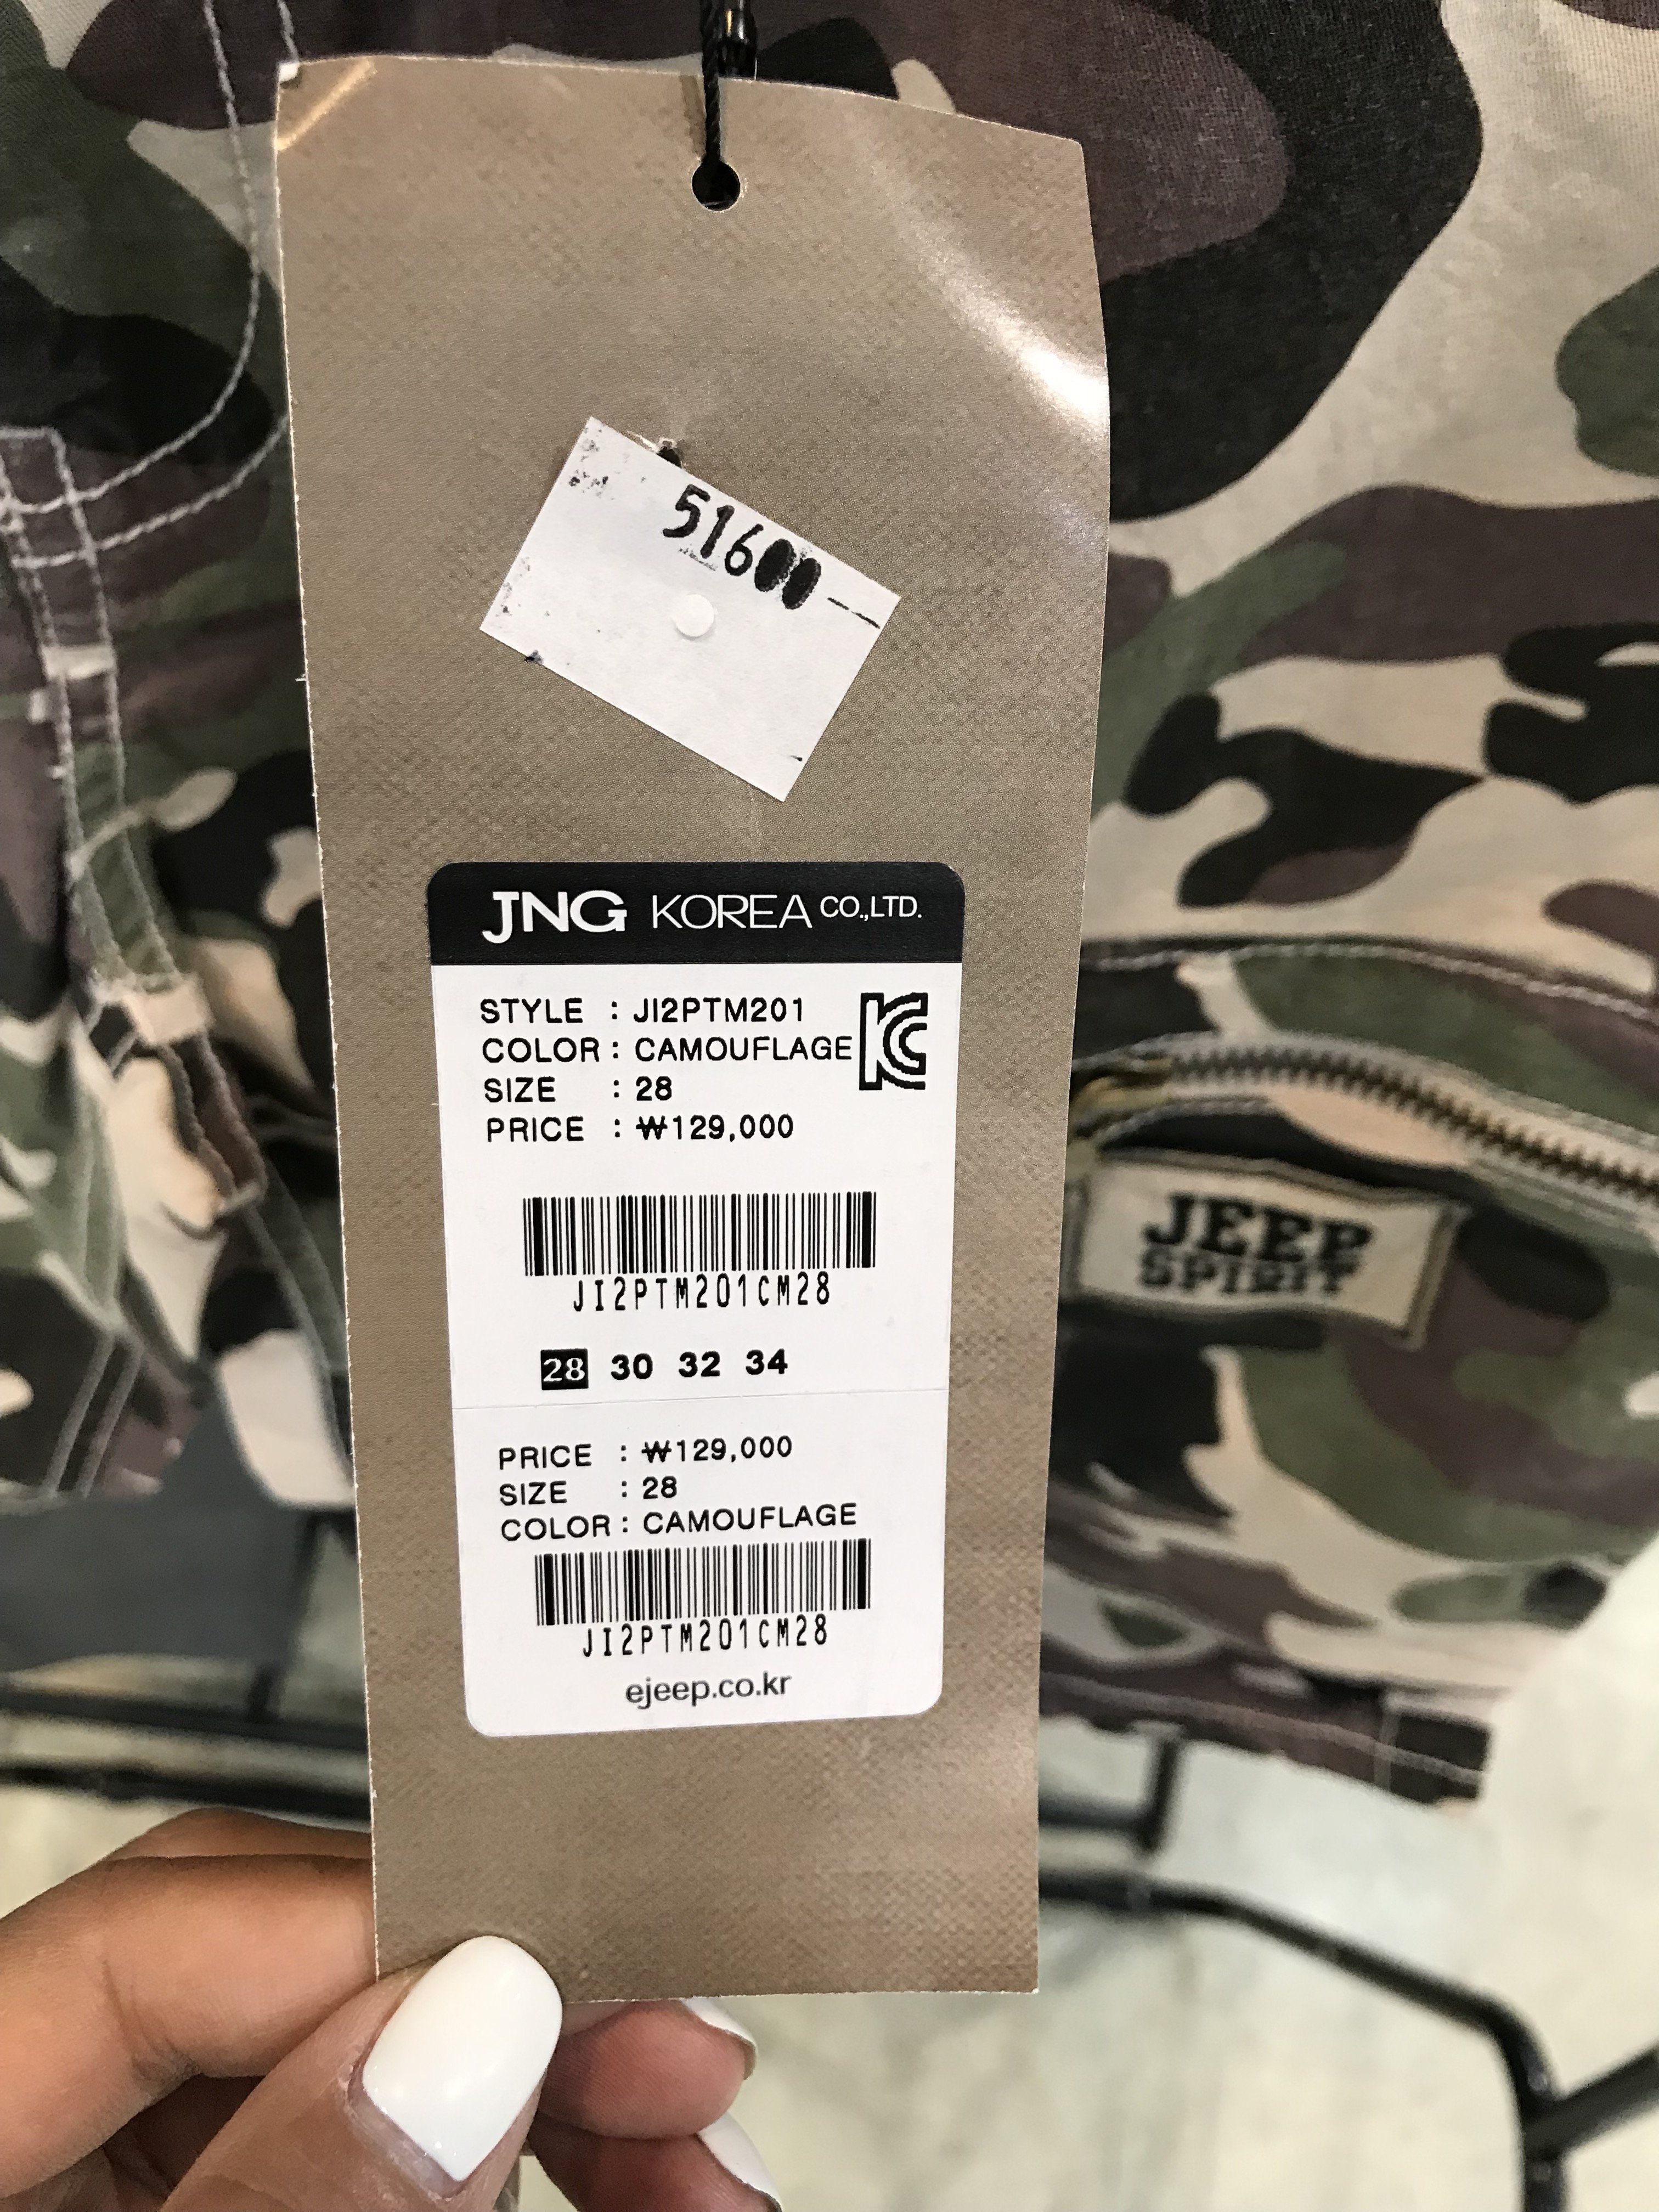 51600
JNG KOREA CO.,LTD.
STYLE : JI2PTM201
COLOR : CAMOUFLAGE
SIZE : 28
PRICE : ₩129,000
JI2PTM201CM28
28 30 32 34
PRICE : ₩129,000
SIZE : 28
COLOR : CAMOUFLAGE
JI2PTM201CM28
ejeep.co.kr
JEEP
SPIRIT